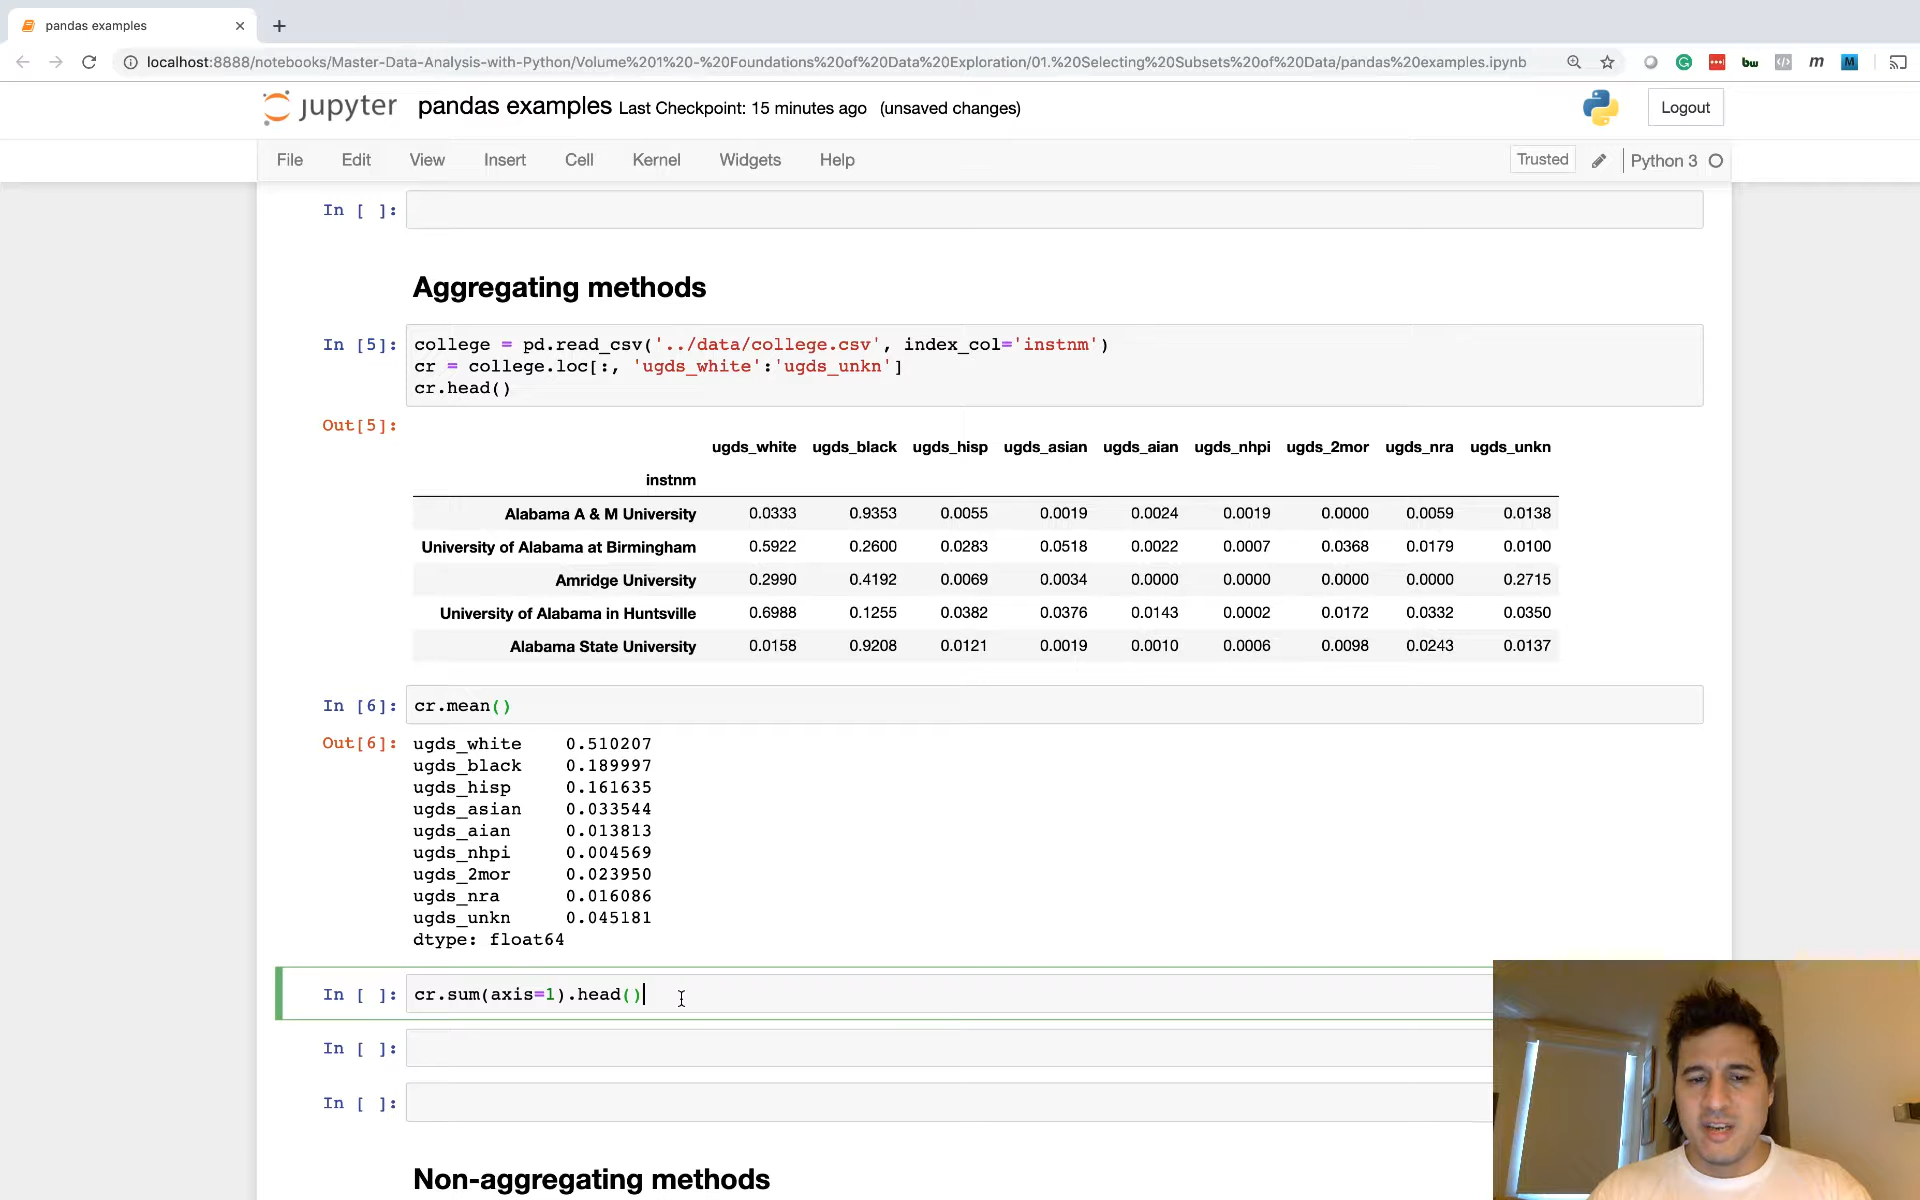 pandas examples
localhost:8888/notebooks/Master-Data-Analysis-with-Python/Volume%201%20-%20Foundations%20of%20Data%20Exploration/01.%20Selecting%20Subsets%20of%20Data/pandas%20examples.ipynb
bw
m
M
jupyter pandas examples Last Checkpoint: 15 minutes ago (unsaved changes)
Logout
File Edit View Insert Cell Kernel Widgets Help
Trusted Python 3
In [ ]:
Aggregating methods
In [5]: college = pd.read_csv('../data/college.csv', index_col='instnm')
cr = college.loc[:, 'ugds_white':'ugds_unkn']
cr.head()
Out[5]:
ugds_white ugds_black ugds_hisp ugds_asian ugds_aian ugds_nhpi ugds_2mor ugds_nra ugds_unkn
instnm
Alabama A & M University 0.0333 0.9353 0.0055 0.0019 0.0024 0.0019 0.0000 0.0059 0.0138
University of Alabama at Birmingham 0.5922 0.2600 0.0283 0.0518 0.0022 0.0007 0.0368 0.0179 0.0100
Amridge University 0.2990 0.4192 0.0069 0.0034 0.0000 0.0000 0.0000 0.0000 0.2715
University of Alabama in Huntsville 0.6988 0.1255 0.0382 0.0376 0.0143 0.0002 0.0172 0.0332 0.0350
Alabama State University 0.0158 0.9208 0.0121 0.0019 0.0010 0.0006 0.0098 0.0243 0.0137
In [6]: cr.mean()
Out[6]: ugds_white 0.510207
ugds_black 0.189997
ugds_hisp 0.161635
ugds_asian 0.033544
ugds_aian 0.013813
ugds_nhpi 0.004569
ugds_2mor 0.023950
ugds_nra 0.016086
ugds_unkn 0.045181
dtype: float64
In [ ]: cr.sum(axis=1).head()
In [ ]:
In [ ]:
Non-aggregating methods